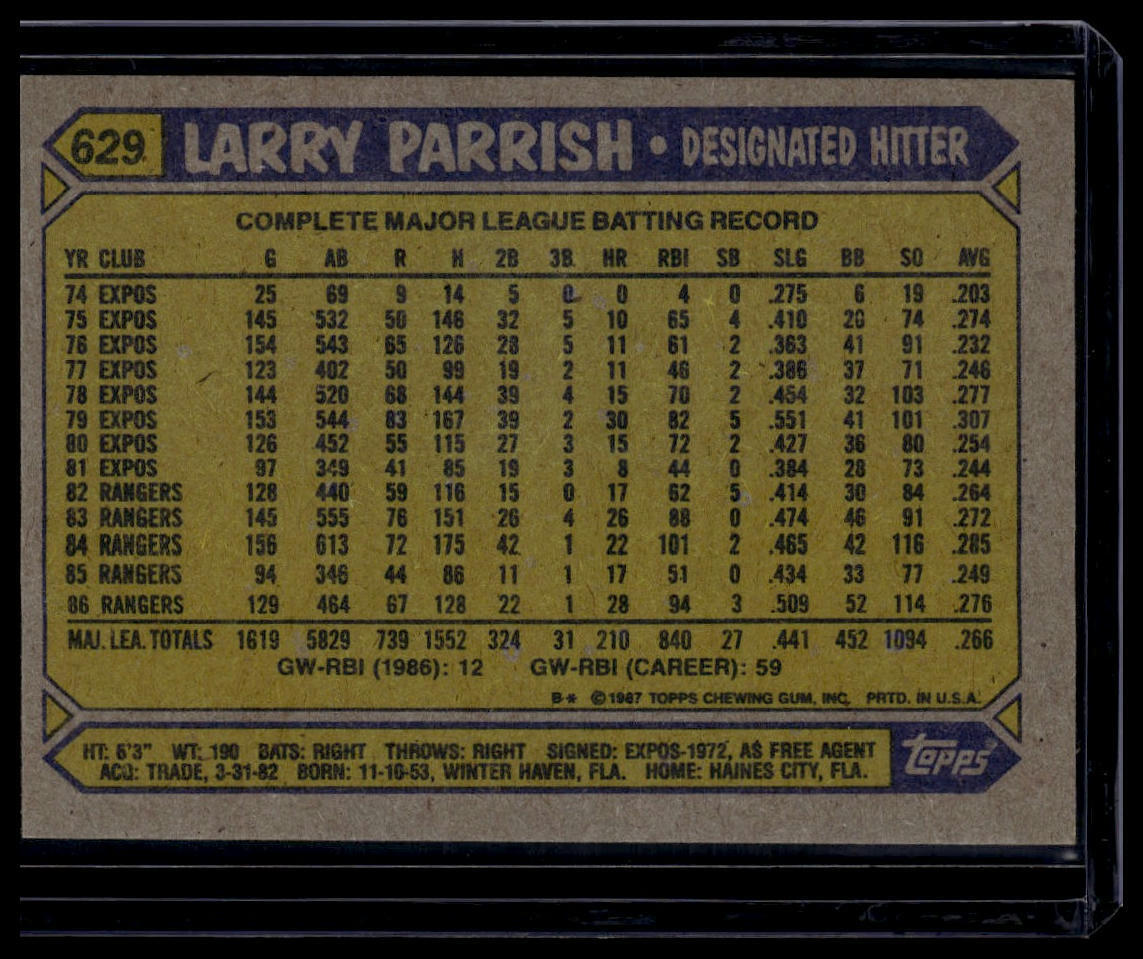 629 LARRY PARRISH • DESIGNATED HITTER
COMPLETE MAJOR LEAGUE BATTING RECORD
YR CLUB G AB R H 2B 3B HR RBI SB SLG BB SO AVG
74 EXPOS 25 69 9 14 5 0 0 4 0 .275 6 19 .203
75 EXPOS 145 532 50 146 32 5 10 65 4 .410 28 74 .274
76 EXPOS 154 543 65 126 28 5 11 61 2 .363 41 91 .232
77 EXPOS 123 402 50 99 19 2 11 46 2 .386 37 71 .246
78 EXPOS 144 520 68 144 39 4 15 70 2 .454 32 103 .277
79 EXPOS 153 544 83 167 39 2 30 82 5 .551 41 101 .307
80 EXPOS 126 452 55 115 27 3 15 72 2 .427 36 80 .254
81 EXPOS 97 349 41 85 19 3 8 44 0 .384 28 73 .244
82 RANGERS 128 440 59 116 15 0 17 62 5 .414 30 84 .264
83 RANGERS 145 555 76 151 26 4 26 88 0 .474 46 91 .272
84 RANGERS 156 613 72 175 42 1 22 101 2 .465 42 116 .285
85 RANGERS 94 346 44 86 11 1 17 51 0 .434 33 77 .249
86 RANGERS 129 464 67 128 22 1 28 94 3 .509 52 114 .276
MAJ. LEA. TOTALS 1619 5829 739 1552 324 31 210 840 27 .441 452 1094 .266
GW-RBI (1986): 12 GW-RBI (CAREER): 59
B* ©1987 TOPPS CHEWING GUM, INC. PRTD. IN U.S.A.
HT: 6'3" WT: 190 BATS: RIGHT THROWS: RIGHT SIGNED: EXPOS-1972, AS FREE AGENT
ACQ: TRADE, 3-31-82 BORN: 11-10-53, WINTER HAVEN, FLA. HOME: HAINES CITY, FLA.
topps